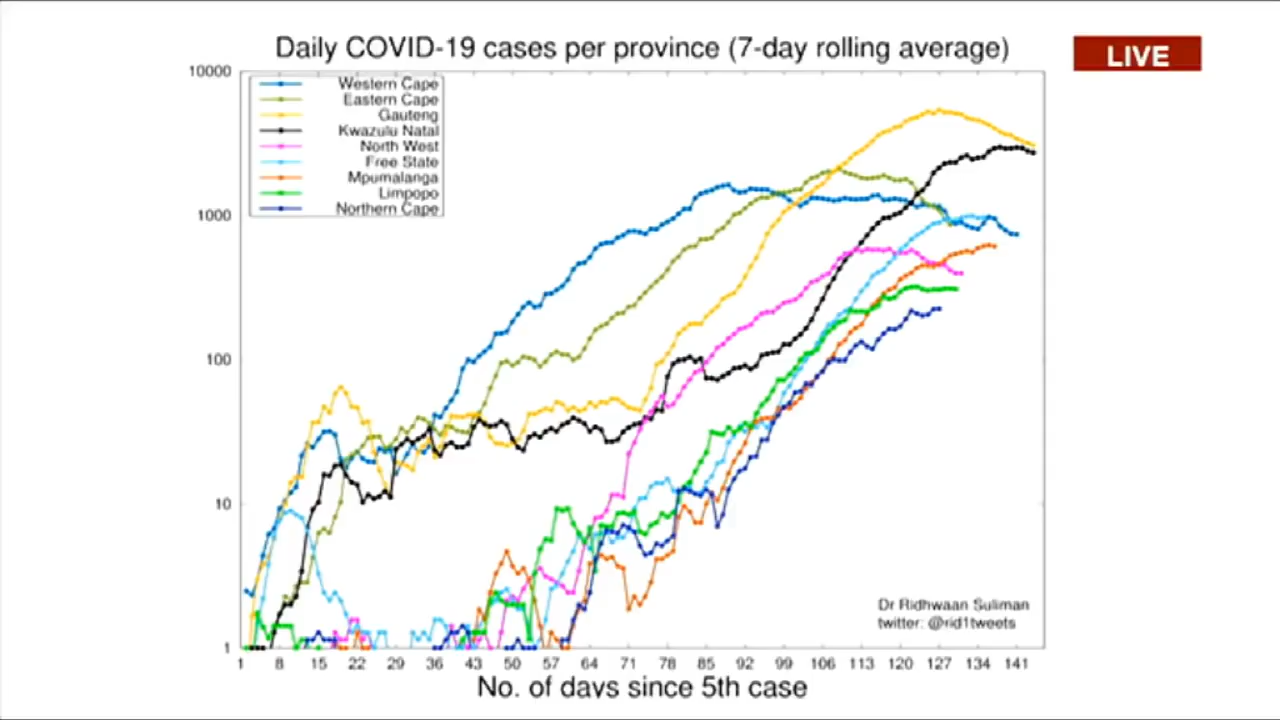 Daily COVID-19 cases per province (7-day rolling average)
LIVE
10000
Western Cape
Eastern Cape
Gauteng
Kwazulu Natal
North West
Free State
Mpumalanga
Limpopo
Northern Cape
1000
100
10
1
Dr Ridhwaan Suliman
twitter: @rid1tweets
1 8 15 22 29 36 43 50 57 64 71 78 85 92 99 106 113 120 127 134 141
No. of days since 5th case